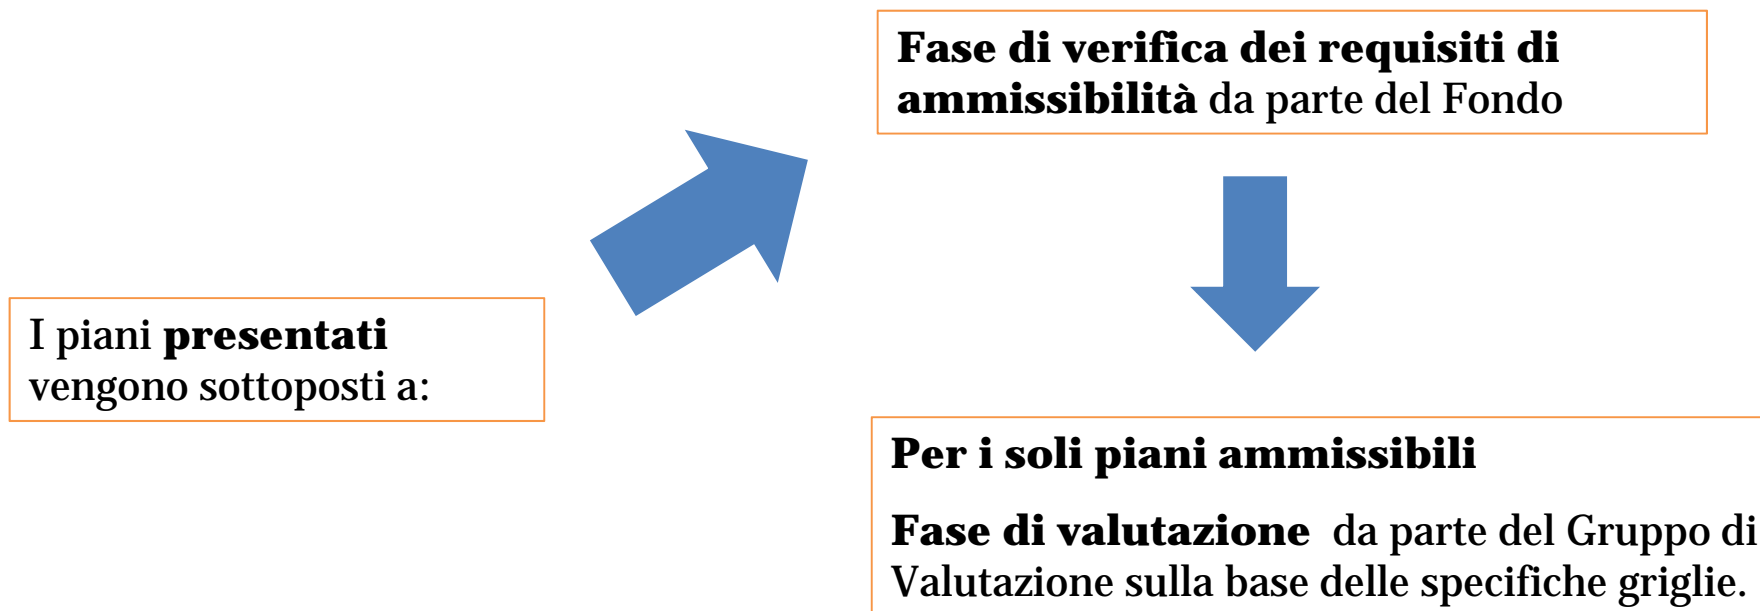 I piani presentati
vengono sottoposti a:
Fase di verifica dei requisiti di
ammissibilità da parte del Fondo
Per i soli piani ammissibili
Fase di valutazione da parte del Gruppo di
Valutazione sulla base delle specifiche griglie.